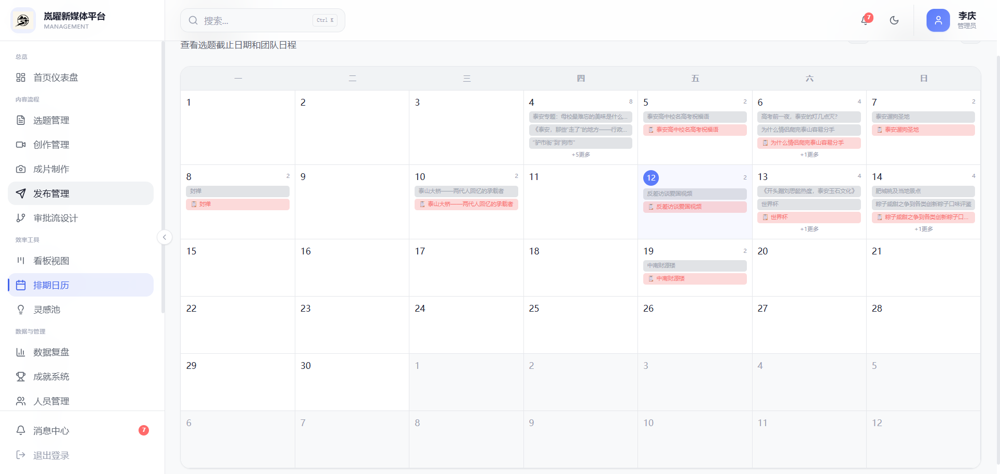 岚曜新媒体平台
MANAGEMENT
搜索...
Ctrl K
7
李庆
管理员
总览
首页仪表盘
内容流程
选题管理
创作管理
成片制作
发布管理
审批流设计
效率工具
看板视图
排期日历
灵感池
数据与管理
数据复盘
成就系统
人员管理
消息中心
7
退出登录
查看选题截止日期和团队日程
一 二 三 四 五 六 日
1
2
3
4 8
泰安专题：母校最难忘的美味是什么...
《泰安，那些“走了”的地方——行政...
“驴市街”到“狗市”
+5更多
5 2
泰安高中校名高考祝福语
泰安高中校名高考祝福语
6 4
高考前一夜，泰安的灯几点灭？
为什么情侣爬完泰山容易分手
为什么情侣爬完泰山容易分手
+1更多
7 2
泰安遛狗圣地
泰安遛狗圣地
8 2
封禅
封禅
9
10 2
泰山大桥——两代人回忆的承载者
泰山大桥——两代人回忆的承载者
11
12 2
反差访谈爱国视频
反差访谈爱国视频
13 4
《开头蹭刘思懿热度，泰安玉石文化》
世界杯
世界杯
+1更多
14 4
肥城桃及当地景点
粽子咸甜之争到各类创新粽子口味评鉴
粽子咸甜之争到各类创新粽子口...
+1更多
15
16
17
18
19 2
中南财源楼
中南财源楼
20
21
22
23
24
25
26
27
28
29
30
1
2
3
4
5
6
7
8
9
10
11
12